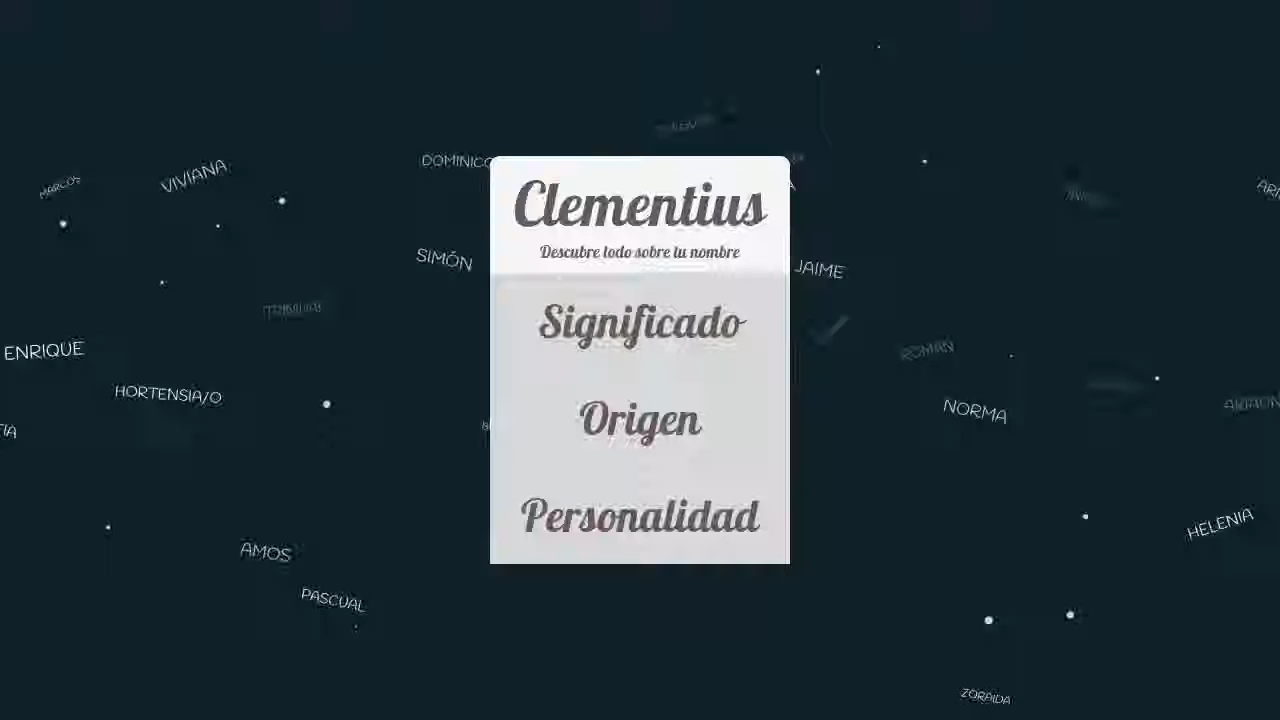 DOMINICO
VIVIANA
MARCOS
Clementius
Descubre todo sobre tu nombre
SIMÓN
JAIME
Significado
ENRIQUE
ROMÁN
HORTENSIA/O
NORMA
Origen
Personalidad
HELENIA
AMOS
PASCUAL
ZORAIDA